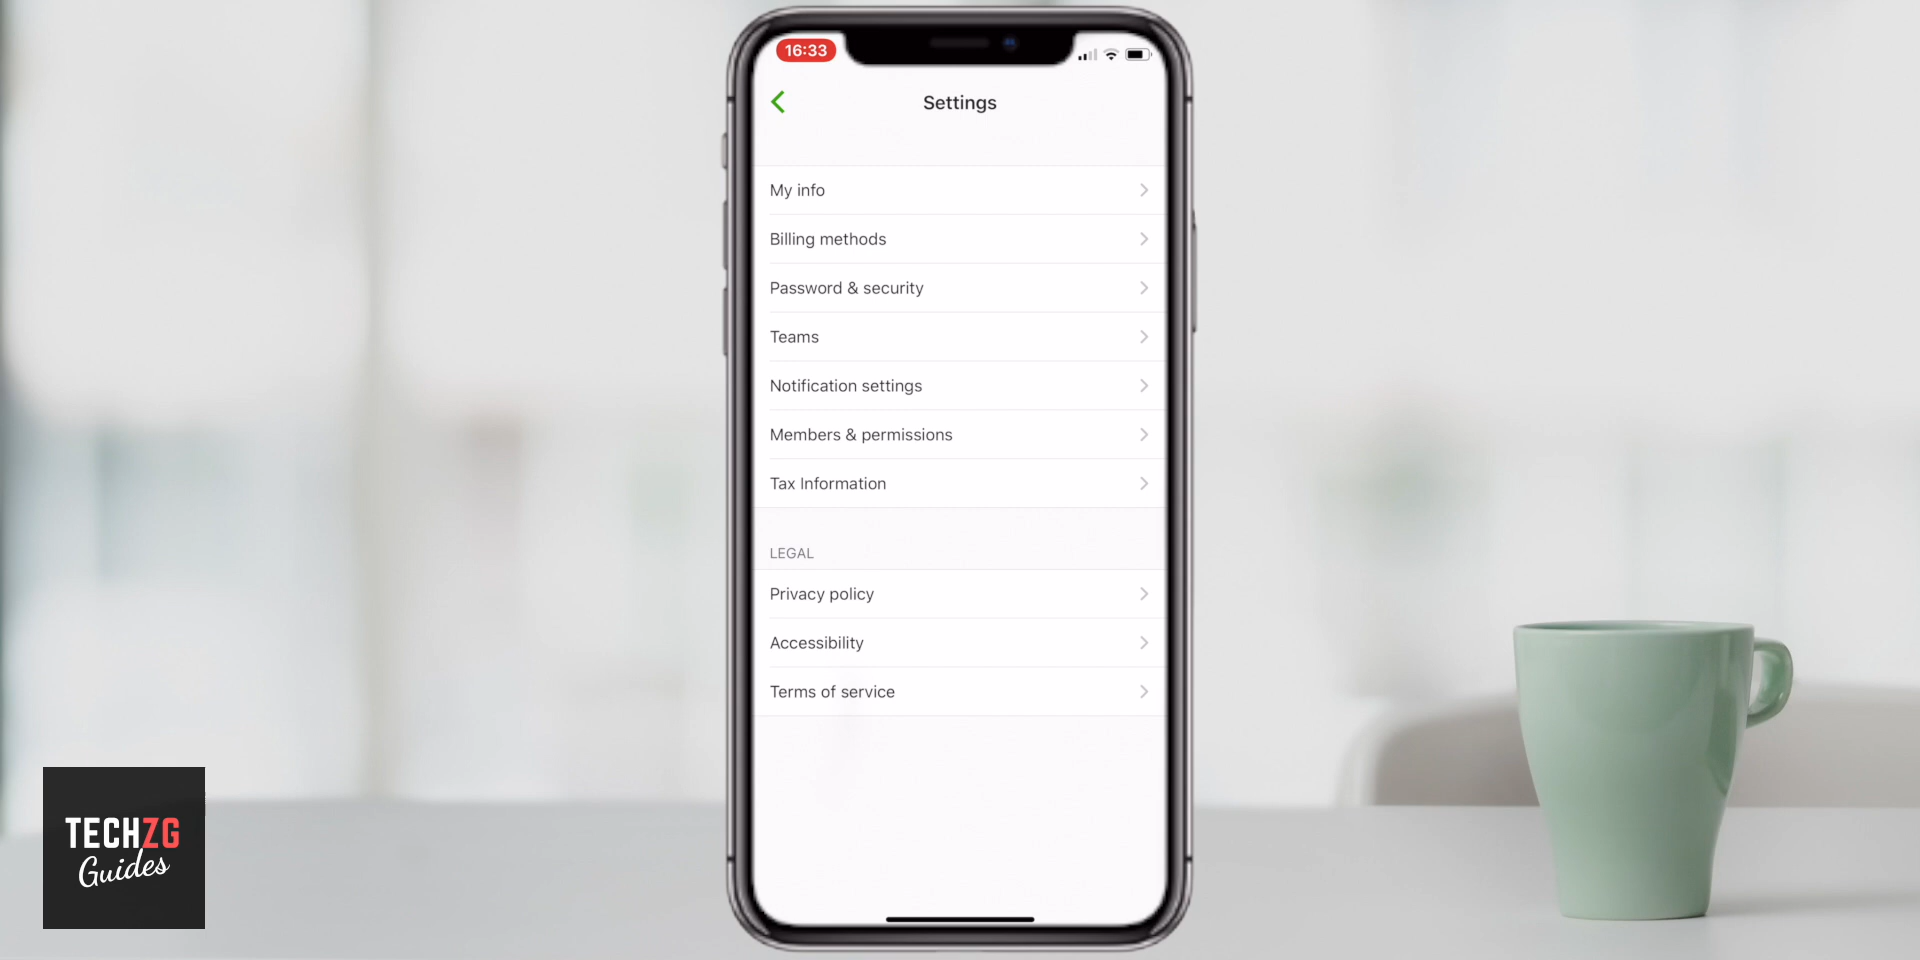 16:33
Settings
My info
Billing methods
Password & security
Teams
Notification settings
Members & permissions
Tax Information
LEGAL
Privacy policy
Accessibility
Terms of service
TECHZG
Guides